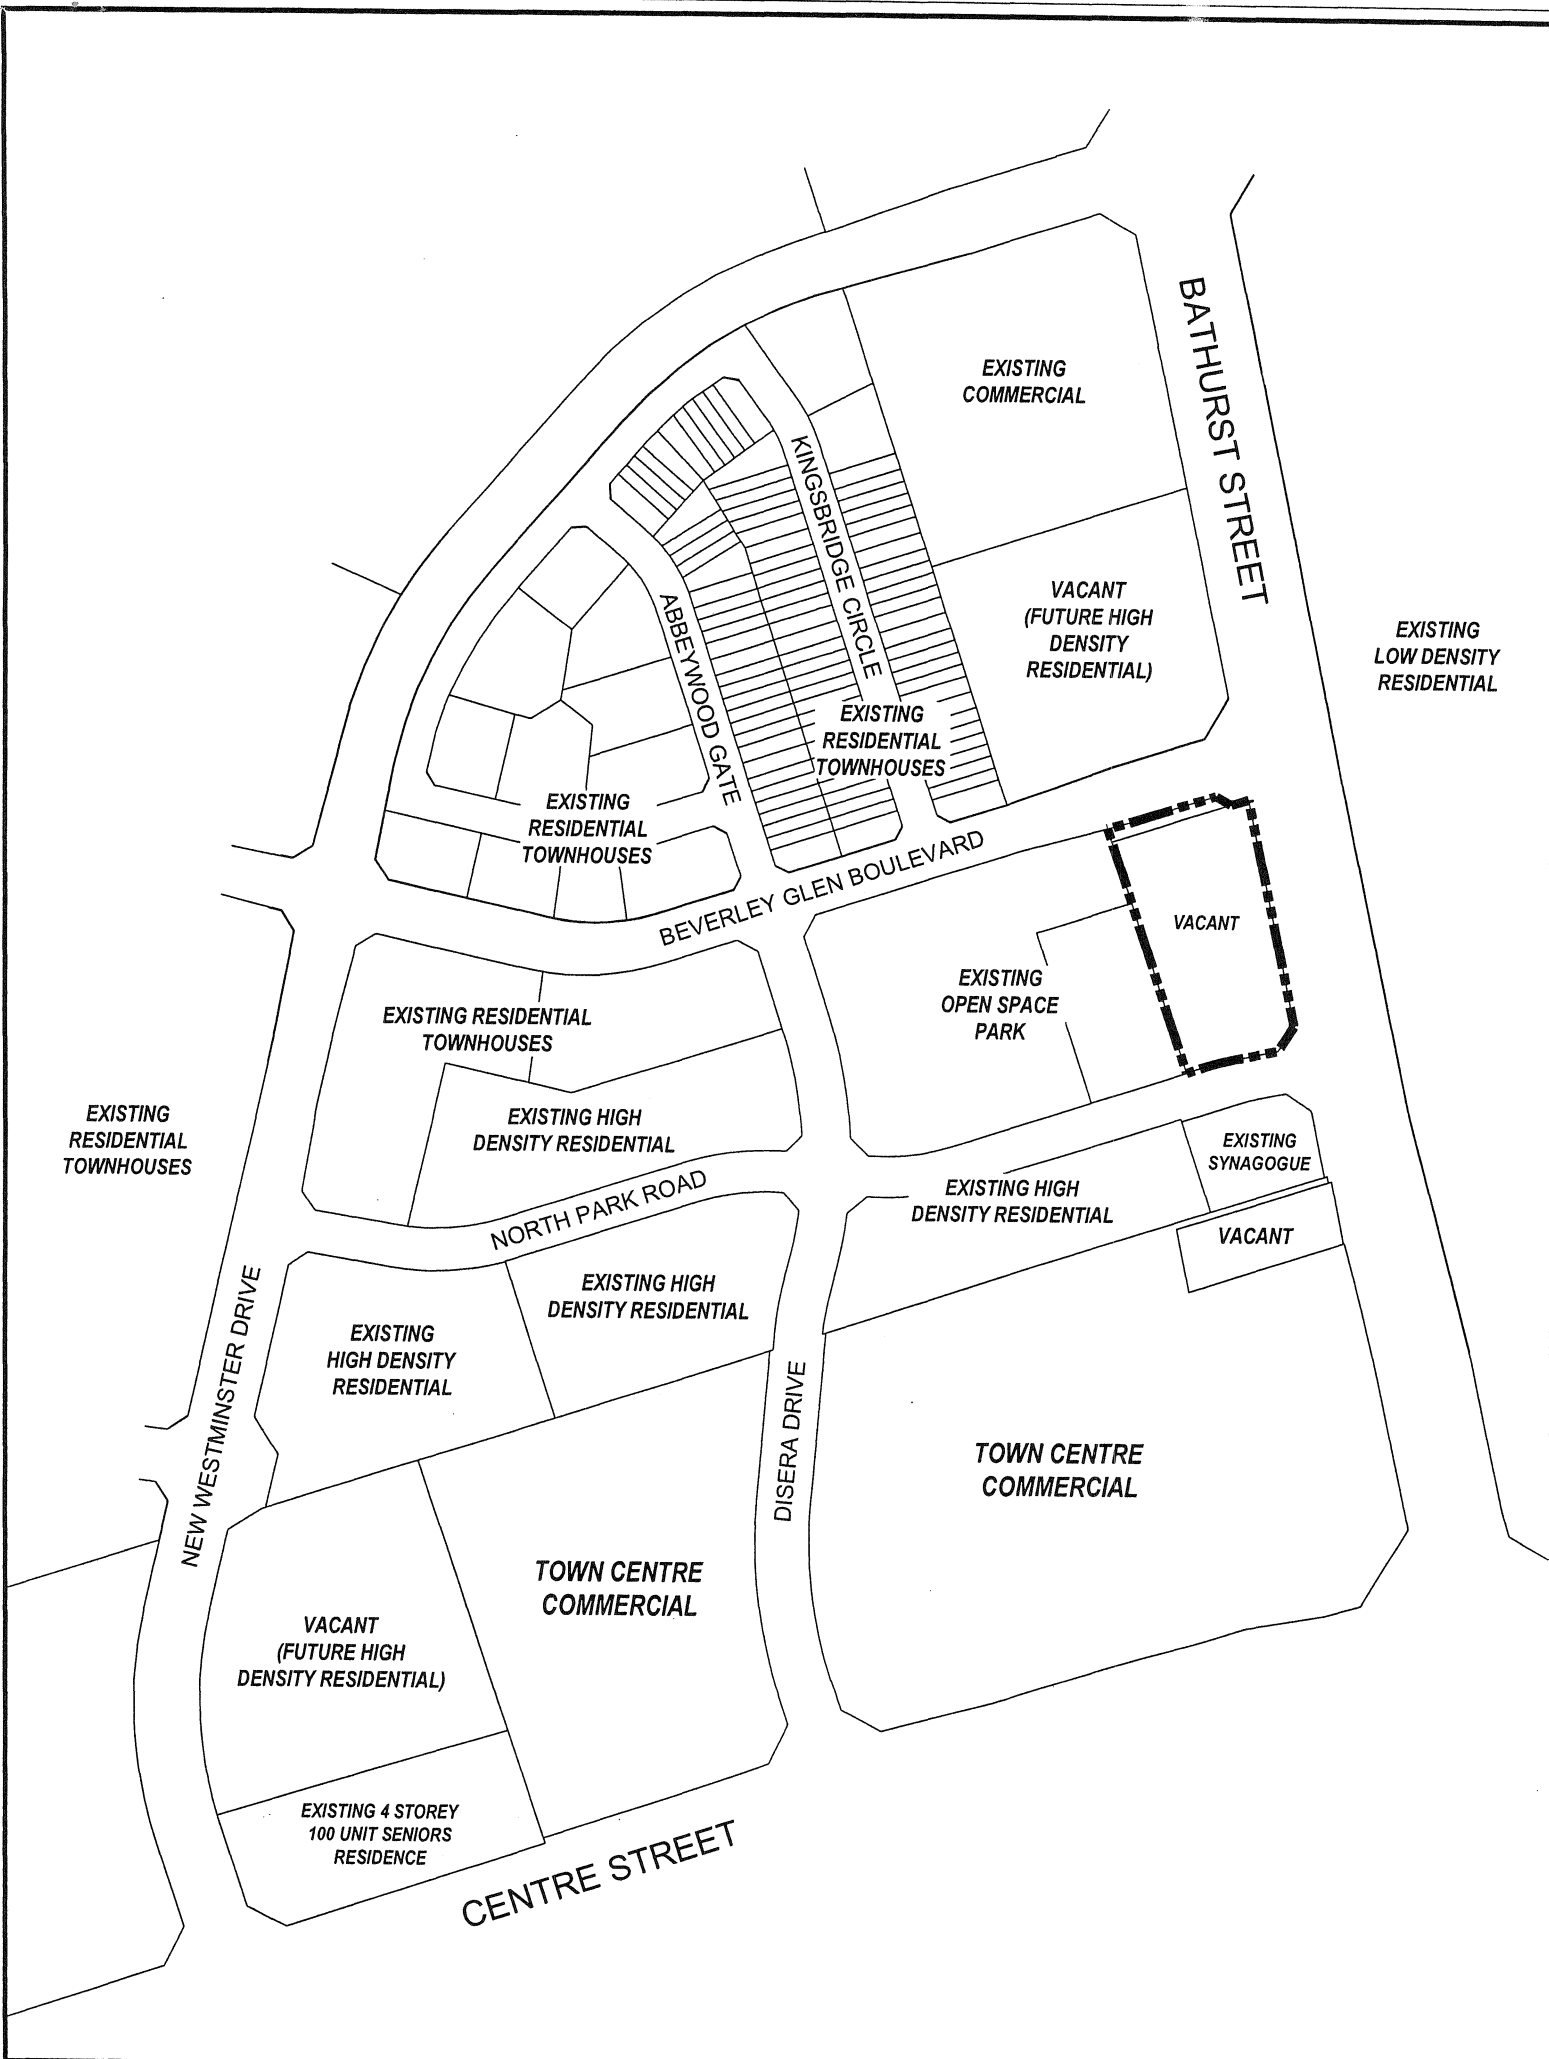 BATHURST STREET
EXISTING
COMMERCIAL
KINGSBRIDGE CIRCLE
ABBEYWOOD GATE
VACANT
(FUTURE HIGH
DENSITY
RESIDENTIAL)
EXISTING
LOW DENSITY
RESIDENTIAL
EXISTING
RESIDENTIAL
TOWNHOUSES
EXISTING
RESIDENTIAL
TOWNHOUSES
BEVERLEY GLEN BOULEVARD
VACANT
EXISTING
OPEN SPACE
PARK
EXISTING RESIDENTIAL
TOWNHOUSES
EXISTING
RESIDENTIAL
TOWNHOUSES
EXISTING HIGH
DENSITY RESIDENTIAL
EXISTING
SYNAGOGUE
NORTH PARK ROAD
EXISTING HIGH
DENSITY RESIDENTIAL
VACANT
EXISTING HIGH
DENSITY RESIDENTIAL
EXISTING
HIGH DENSITY
RESIDENTIAL
NEW WESTMINSTER DRIVE
DISERA DRIVE
TOWN CENTRE
COMMERCIAL
TOWN CENTRE
COMMERCIAL
VACANT
(FUTURE HIGH
DENSITY RESIDENTIAL)
EXISTING 4 STOREY
100 UNIT SENIORS
RESIDENCE
CENTRE STREET